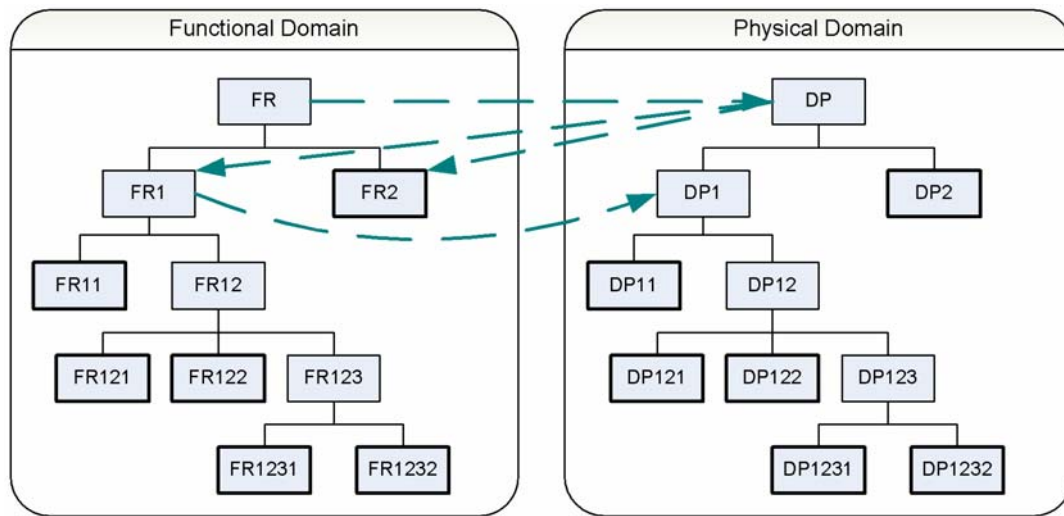 Functional Domain
Physical Domain
FR
DP
FR1
FR2
DP1
DP2
FR11
FR12
DP11
DP12
FR121
FR122
FR123
DP121
DP122
DP123
FR1231
FR1232
DP1231
DP1232